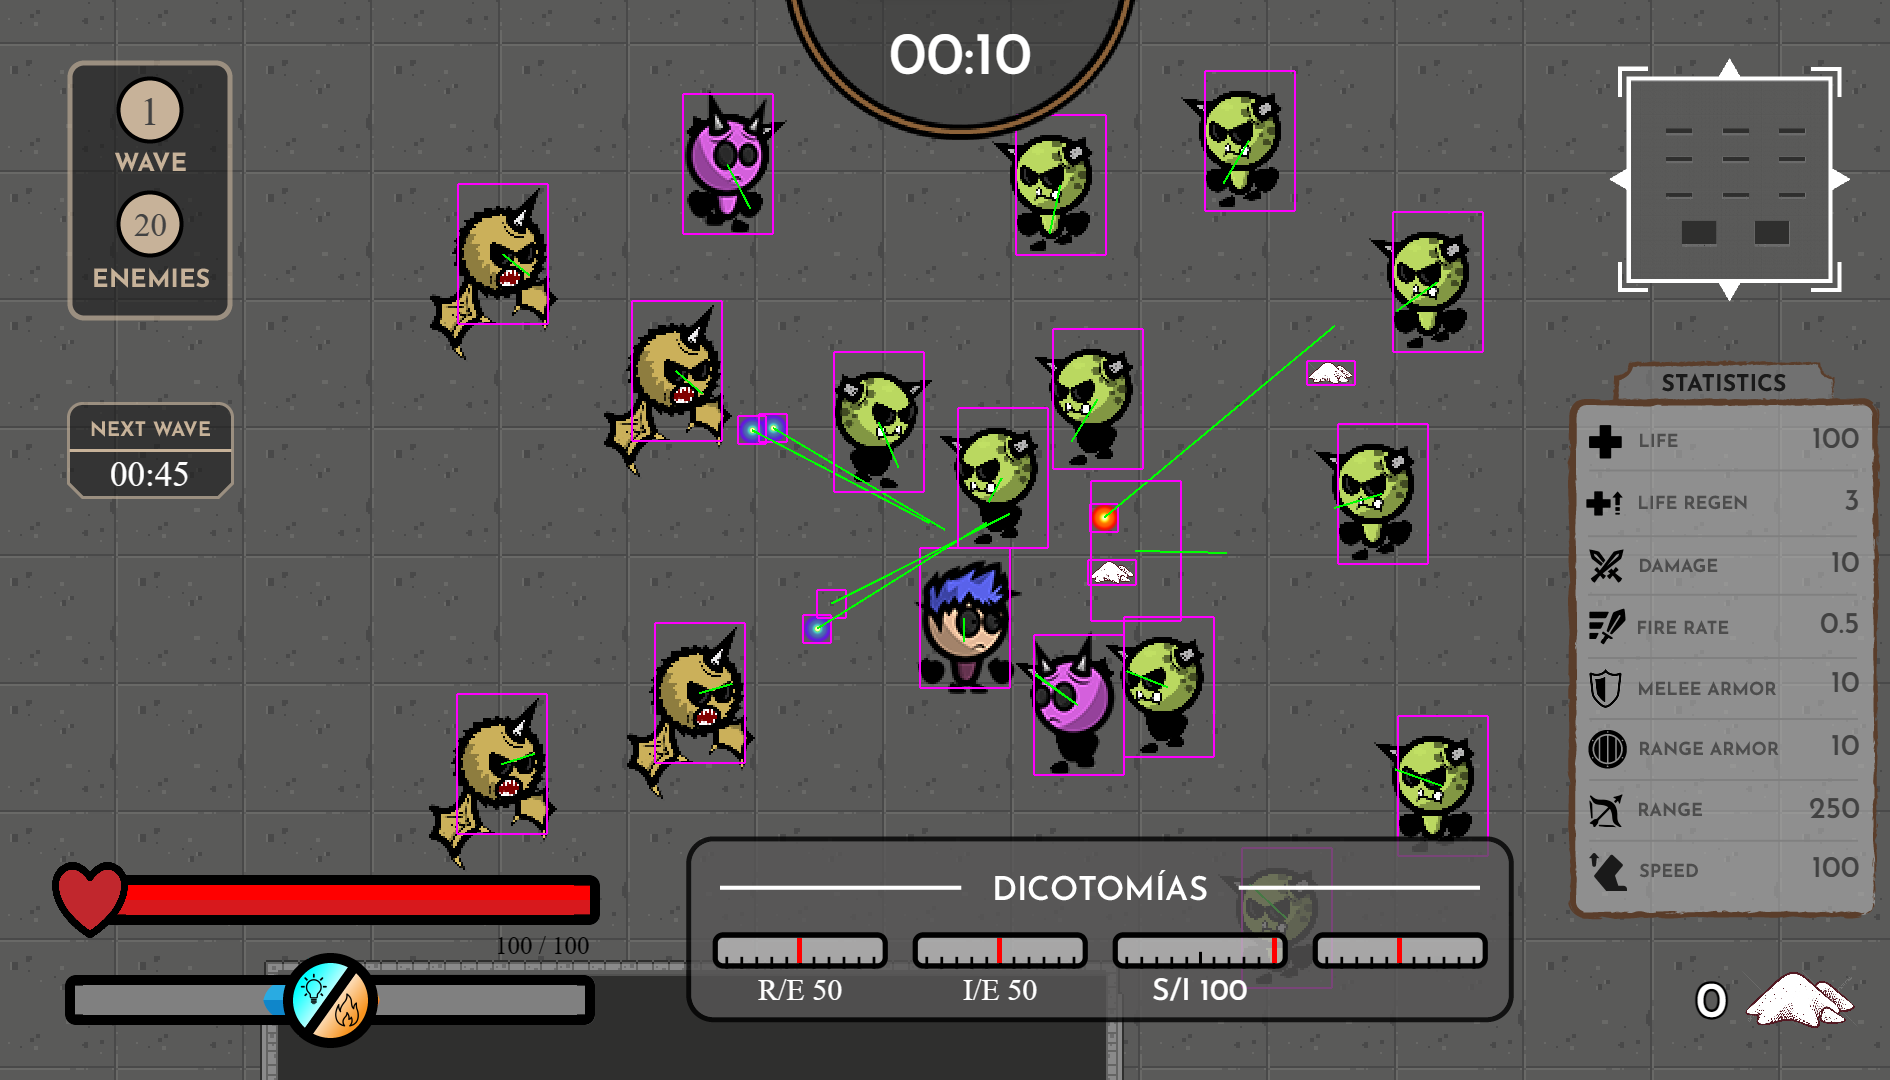 00:10
1
WAVE
20
ENEMIES
NEXT WAVE
00:45
STATISTICS
LIFE 100
LIFE REGEN 3
DAMAGE 10
FIRE RATE 0.5
MELEE ARMOR 10
RANGE ARMOR 10
RANGE 250
SPEED 100
100 / 100
DICOTOMÍAS
R/E 50
I/E 50
S/I 100
0